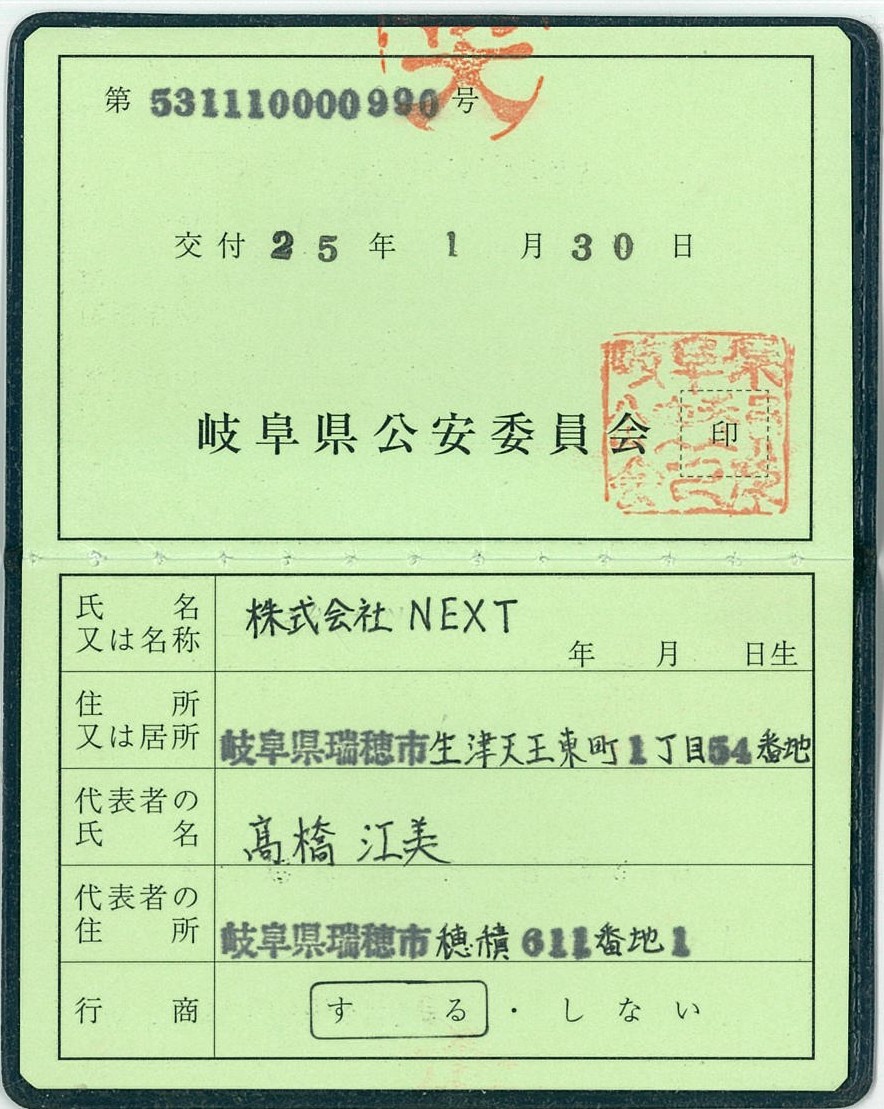 第 531110000990 号
交付 25 年 1 月 30 日
岐阜県公安委員会 印
氏名又は名称 株式会社 NEXT
年 月 日生
住所又は居所 岐阜県瑞穂市生津天王東町1丁目54番地
代表者の氏名 髙橋 江美
代表者の住所 岐阜県瑞穂市穂積611番地1
行商 する・しない